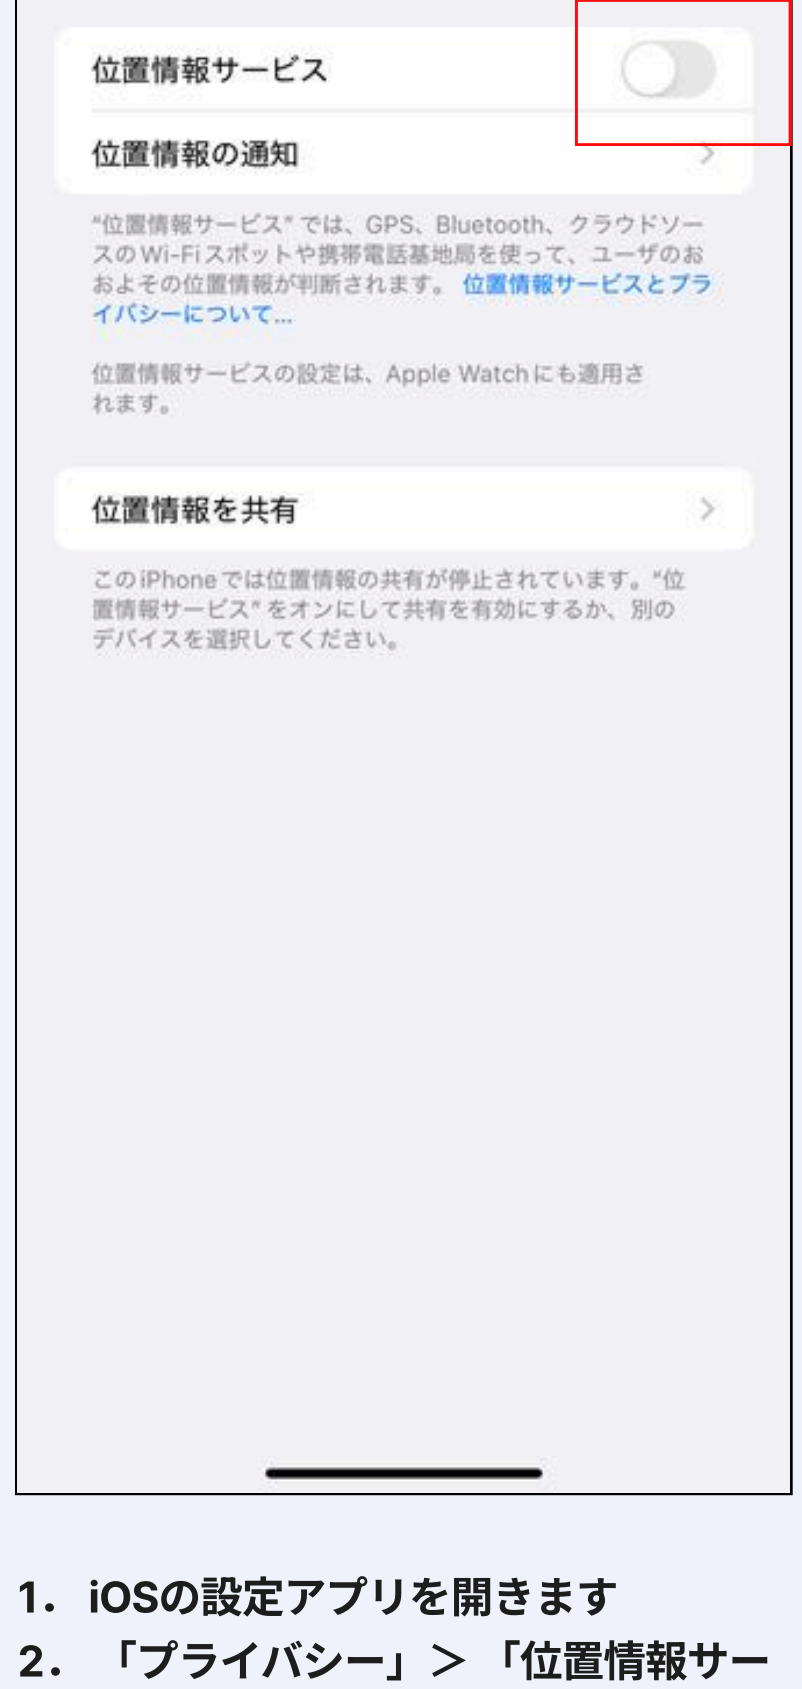 位置情報サービス
位置情報の通知
“位置情報サービス” では、GPS、Bluetooth、クラウドソー
スのWi-Fiスポットや携帯電話基地局を使って、ユーザのお
およその位置情報が判断されます。 位置情報サービスとプラ
イバシーについて...
位置情報サービスの設定は、Apple Watchにも適用さ
れます。
位置情報を共有
このiPhoneでは位置情報の共有が停止されています。“位
置情報サービス” をオンにして共有を有効にするか、別の
デバイスを選択してください。
1. iOSの設定アプリを開きます
2. 「プライバシー」＞「位置情報サー